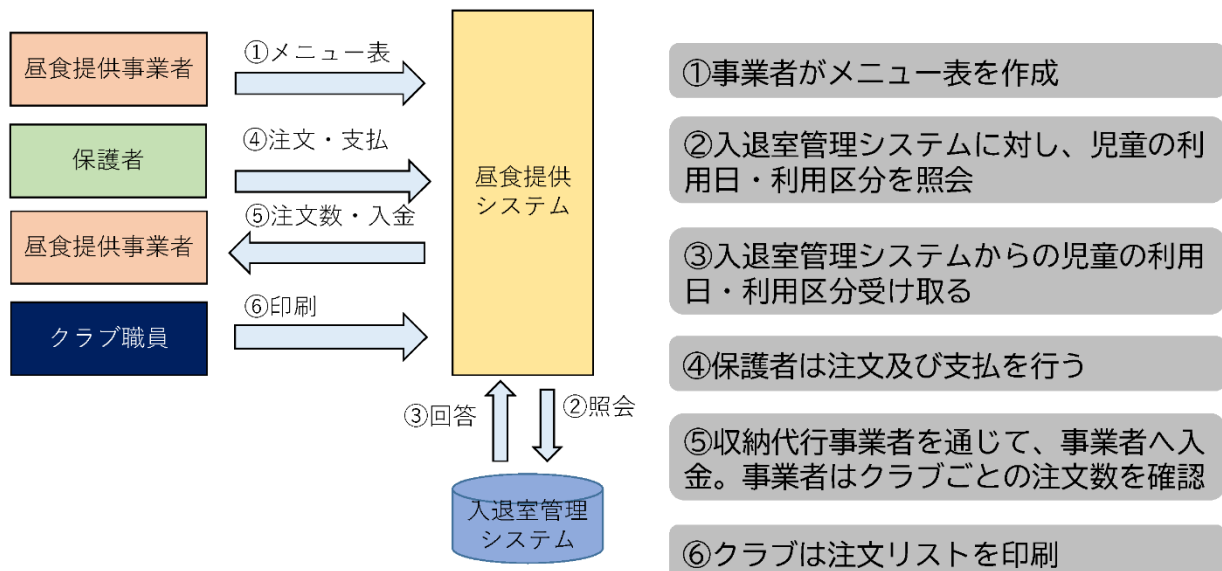 昼食提供事業者
①メニュー表
保護者
④注文・支払
昼食提供事業者
⑤注文数・入金
クラブ職員
⑥印刷
昼食提供
システム
③回答
②照会
入退室管理
システム
①事業者がメニュー表を作成
②入退室管理システムに対し、児童の利
用日・利用区分を照会
③入退室管理システムからの児童の利用
日・利用区分受け取る
④保護者は注文及び支払を行う
⑤収納代行事業者を通じて、事業者へ入
金。事業者はクラブごとの注文数を確認
⑥クラブは注文リストを印刷